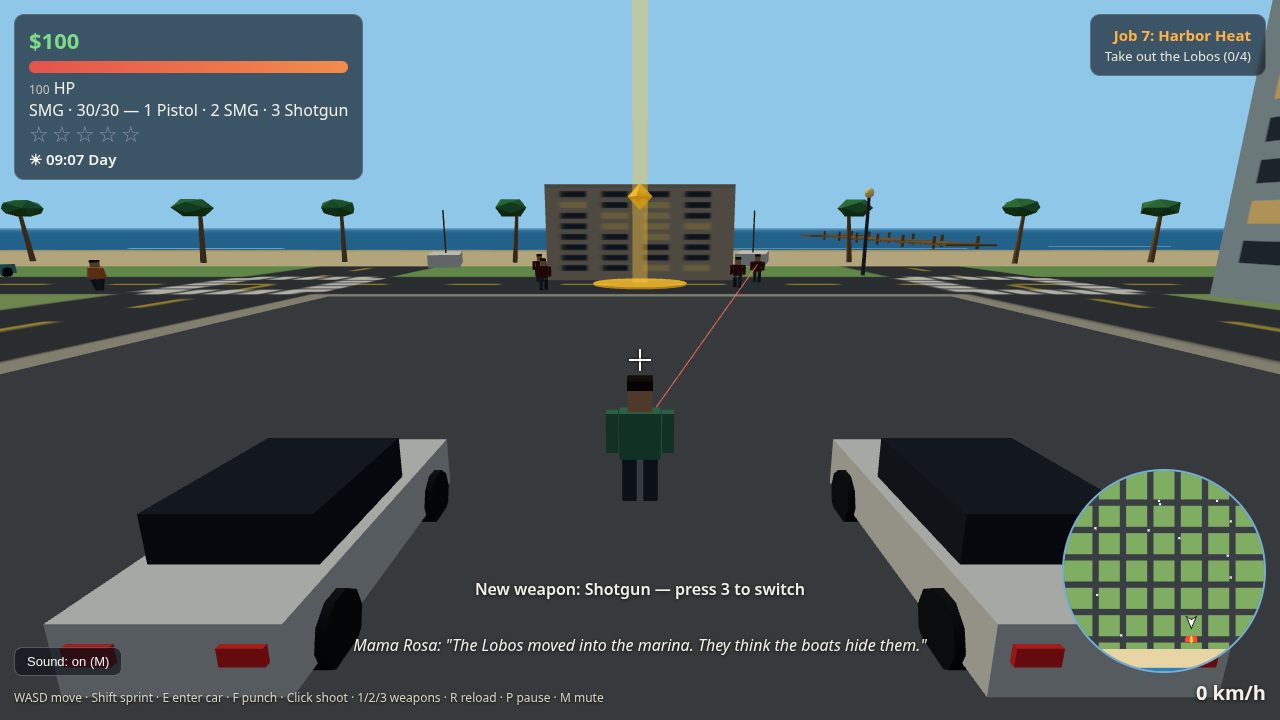 $100
100 HP
SMG · 30/30 — 1 Pistol · 2 SMG · 3 Shotgun
☆☆☆☆☆
☀ 09:07 Day
Job 7: Harbor Heat
Take out the Lobos (0/4)
New weapon: Shotgun — press 3 to switch
Mama Rosa: "The Lobos moved into the marina. They think the boats hide them."
Sound: on (M)
WASD move · Shift sprint · E enter car · F punch · Click shoot · 1/2/3 weapons · R reload · P pause · M mute
0 km/h